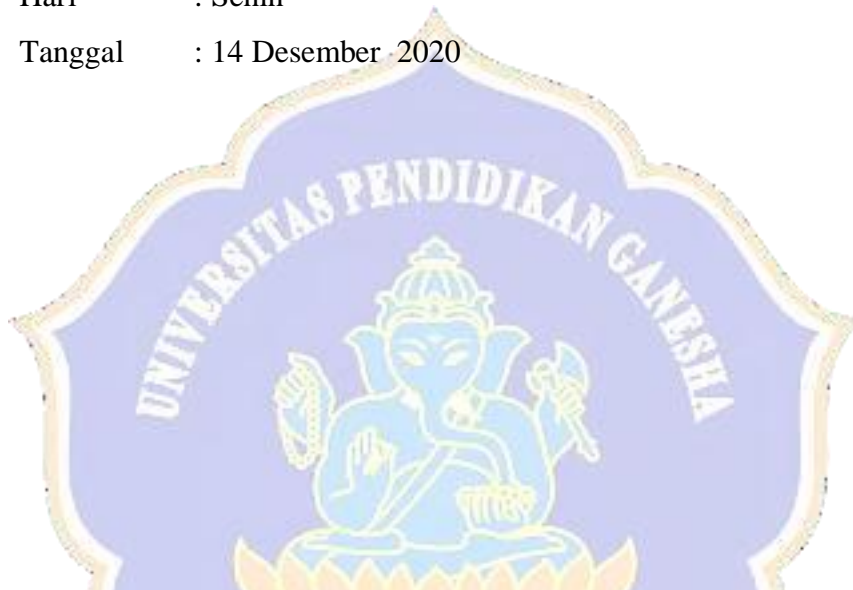 Hari : Senin
Tanggal : 14 Desember 2020
UNIVERSITAS PENDIDIKAN GANESHA